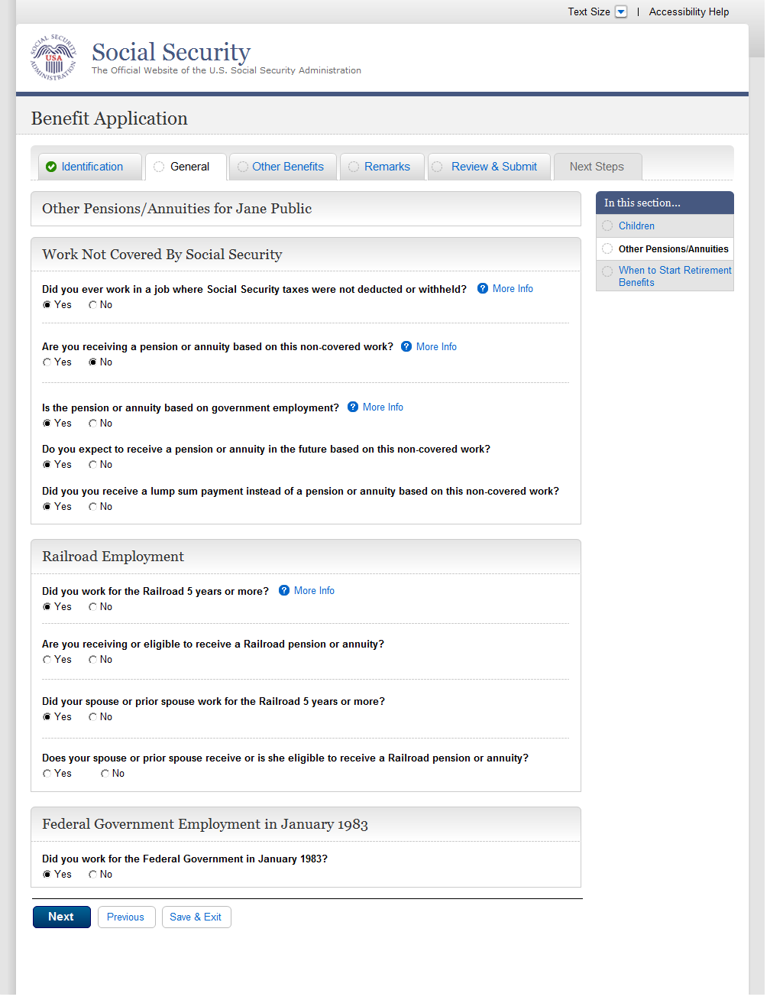 Text Size | Accessibility Help
SOCIAL SECURITY ADMINISTRATION
USA
Social Security
The Official Website of the U.S. Social Security Administration
Benefit Application
Identification General Other Benefits Remarks Review & Submit Next Steps
Other Pensions/Annuities for Jane Public
In this section...
Children
Other Pensions/Annuities
When to Start Retirement
Benefits
Work Not Covered By Social Security
Did you ever work in a job where Social Security taxes were not deducted or withheld? ? More Info
Yes No
Are you receiving a pension or annuity based on this non-covered work? ? More Info
Yes No
Is the pension or annuity based on government employment? ? More Info
Yes No
Do you expect to receive a pension or annuity in the future based on this non-covered work?
Yes No
Did you you receive a lump sum payment instead of a pension or annuity based on this non-covered work?
Yes No
Railroad Employment
Did you work for the Railroad 5 years or more? ? More Info
Yes No
Are you receiving or eligible to receive a Railroad pension or annuity?
Yes No
Did your spouse or prior spouse work for the Railroad 5 years or more?
Yes No
Does your spouse or prior spouse receive or is she eligible to receive a Railroad pension or annuity?
Yes No
Federal Government Employment in January 1983
Did you work for the Federal Government in January 1983?
Yes No
Next Previous Save & Exit